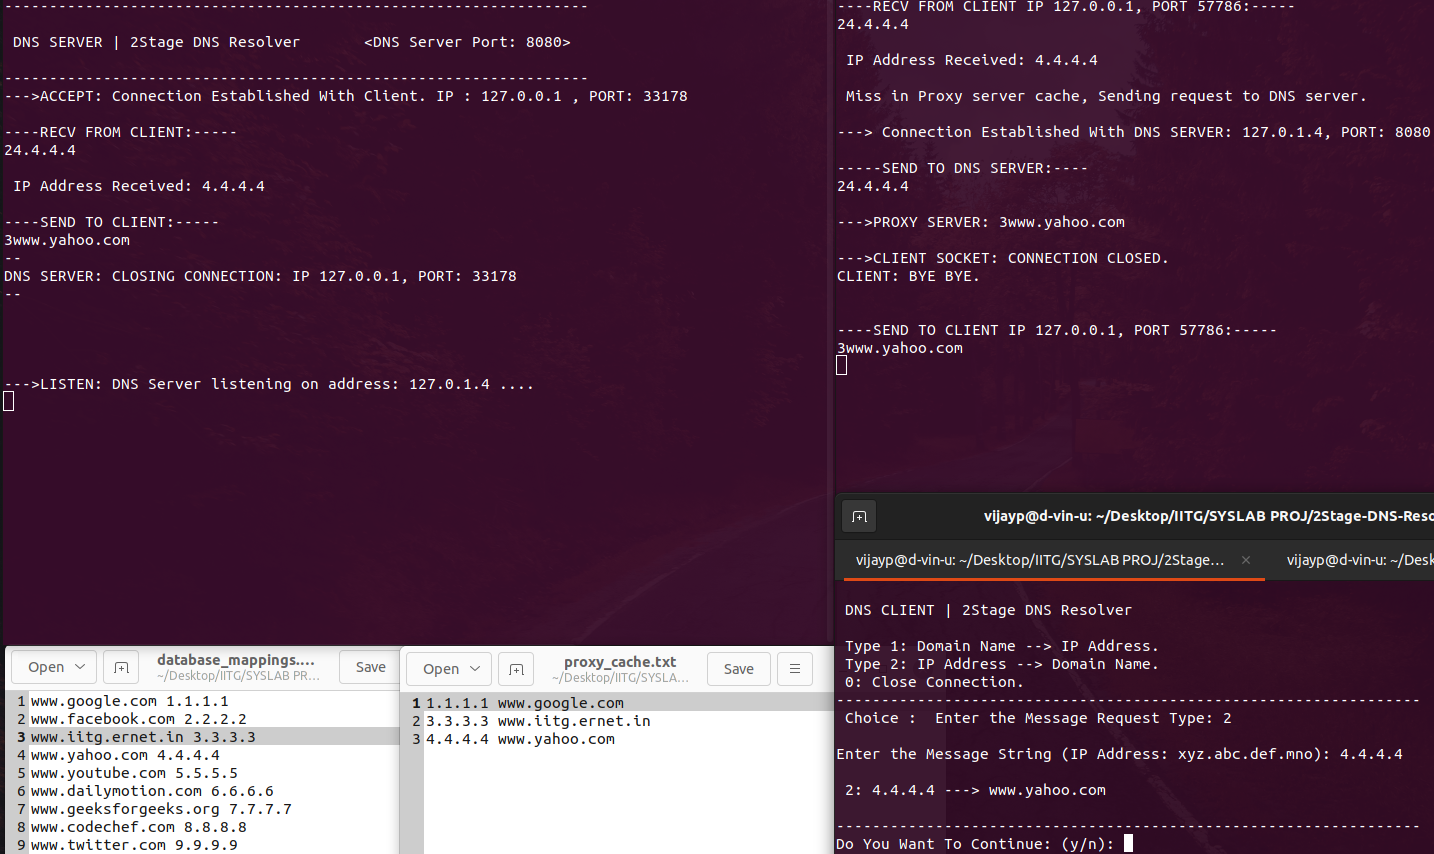 -----------------------------------------------------------------
DNS SERVER | 2Stage DNS Resolver       <DNS Server Port: 8080>
-----------------------------------------------------------------
--->ACCEPT: Connection Established With Client. IP : 127.0.0.1 , PORT: 33178
----RECV FROM CLIENT:-----
24.4.4.4
IP Address Received: 4.4.4.4
----SEND TO CLIENT:-----
3www.yahoo.com
--
DNS SERVER: CLOSING CONNECTION: IP 127.0.0.1, PORT: 33178
--
--->LISTEN: DNS Server listening on address: 127.0.1.4 ....
----RECV FROM CLIENT IP 127.0.0.1, PORT 57786:-----
24.4.4.4
IP Address Received: 4.4.4.4
Miss in Proxy server cache, Sending request to DNS server.
---> Connection Established With DNS SERVER: 127.0.1.4, PORT: 8080
-----SEND TO DNS SERVER:----
24.4.4.4
--->PROXY SERVER: 3www.yahoo.com
--->CLIENT SOCKET: CONNECTION CLOSED.
CLIENT: BYE BYE.
----SEND TO CLIENT IP 127.0.0.1, PORT 57786:-----
3www.yahoo.com
Open
database_mappings....
~/Desktop/IITG/SYSLAB PR...
Save
1 www.google.com 1.1.1.1
2 www.facebook.com 2.2.2.2
3 www.iitg.ernet.in 3.3.3.3
4 www.yahoo.com 4.4.4.4
5 www.youtube.com 5.5.5.5
6 www.dailymotion.com 6.6.6.6
7 www.geeksforgeeks.org 7.7.7.7
8 www.codechef.com 8.8.8.8
9 www.twitter.com 9.9.9.9
Open
proxy_cache.txt
~/Desktop/IITG/SYSLA...
Save
1 1.1.1.1 www.google.com
2 3.3.3.3 www.iitg.ernet.in
3 4.4.4.4 www.yahoo.com
vijayp@d-vin-u: ~/Desktop/IITG/SYSLAB PROJ/2Stage-DNS-Reso
vijayp@d-vin-u: ~/Desktop/IITG/SYSLAB PROJ/2Stage...
vijayp@d-vin-u: ~/Desk
DNS CLIENT | 2Stage DNS Resolver
Type 1: Domain Name --> IP Address.
Type 2: IP Address --> Domain Name.
0: Close Connection.
-----------------------------------------------------------------
Choice :  Enter the Message Request Type: 2
Enter the Message String (IP Address: xyz.abc.def.mno): 4.4.4.4
2: 4.4.4.4 ---> www.yahoo.com
-----------------------------------------------------------------
Do You Want To Continue: (y/n):